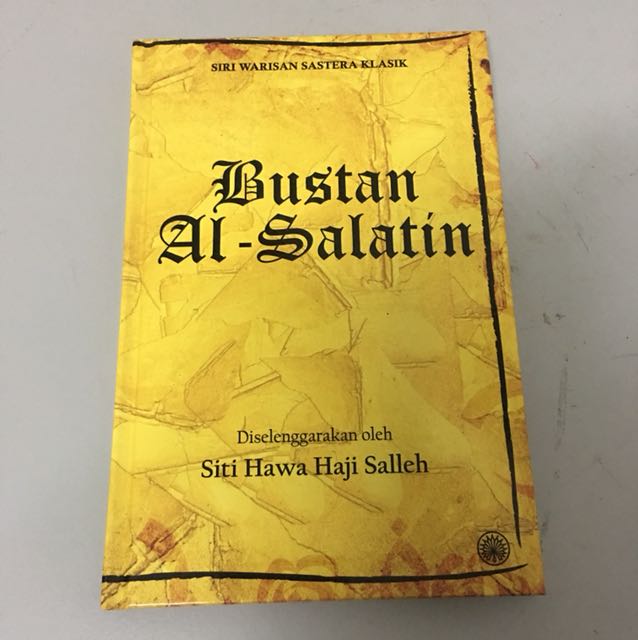 SIRI WARISAN SASTERA KLASIK
Bustan
Al-Salatin
Diselenggarakan oleh
Siti Hawa Haji Salleh